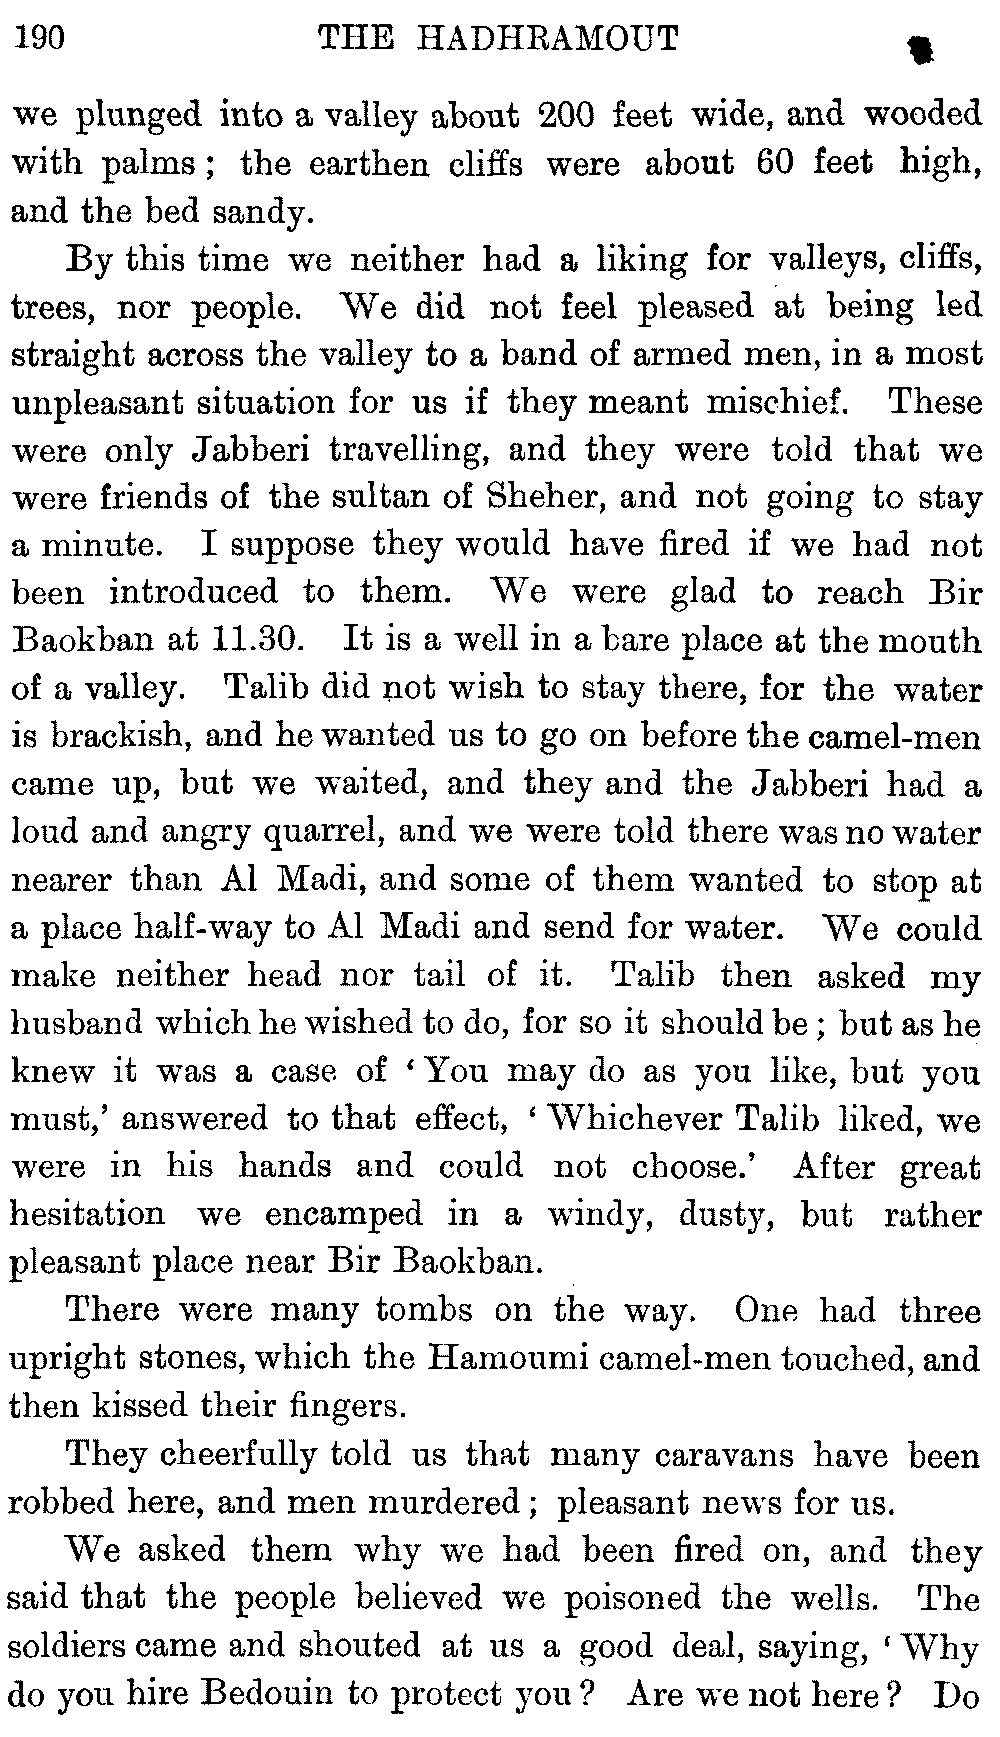 190 THE HADHRAMOUT
we plunged into a valley about 200 feet wide, and wooded
with palms ; the earthen cliffs were about 60 feet high,
and the bed sandy.
By this time we neither had a liking for valleys, cliffs,
trees, nor people. We did not feel pleased at being led
straight across the valley to a band of armed men, in a most
unpleasant situation for us if they meant mischief. These
were only Jabberi travelling, and they were told that we
were friends of the sultan of Sheher, and not going to stay
a minute. I suppose they would have fired if we had not
been introduced to them. We were glad to reach Bir
Baokban at 11.30. It is a well in a bare place at the mouth
of a valley. Talib did not wish to stay there, for the water
is brackish, and he wanted us to go on before the camel-men
came up, but we waited, and they and the Jabberi had a
loud and angry quarrel, and we were told there was no water
nearer than Al Madi, and some of them wanted to stop at
a place half-way to Al Madi and send for water. We could
make neither head nor tail of it. Talib then asked my
husband which he wished to do, for so it should be ; but as he
knew it was a case of ‘ You may do as you like, but you
must,’ answered to that effect, ‘ Whichever Talib liked, we
were in his hands and could not choose.’ After great
hesitation we encamped in a windy, dusty, but rather
pleasant place near Bir Baokban.
There were many tombs on the way. One had three
upright stones, which the Hamoumi camel-men touched, and
then kissed their fingers.
They cheerfully told us that many caravans have been
robbed here, and men murdered ; pleasant news for us.
We asked them why we had been fired on, and they
said that the people believed we poisoned the wells. The
soldiers came and shouted at us a good deal, saying, ‘ Why
do you hire Bedouin to protect you ? Are we not here ? Do